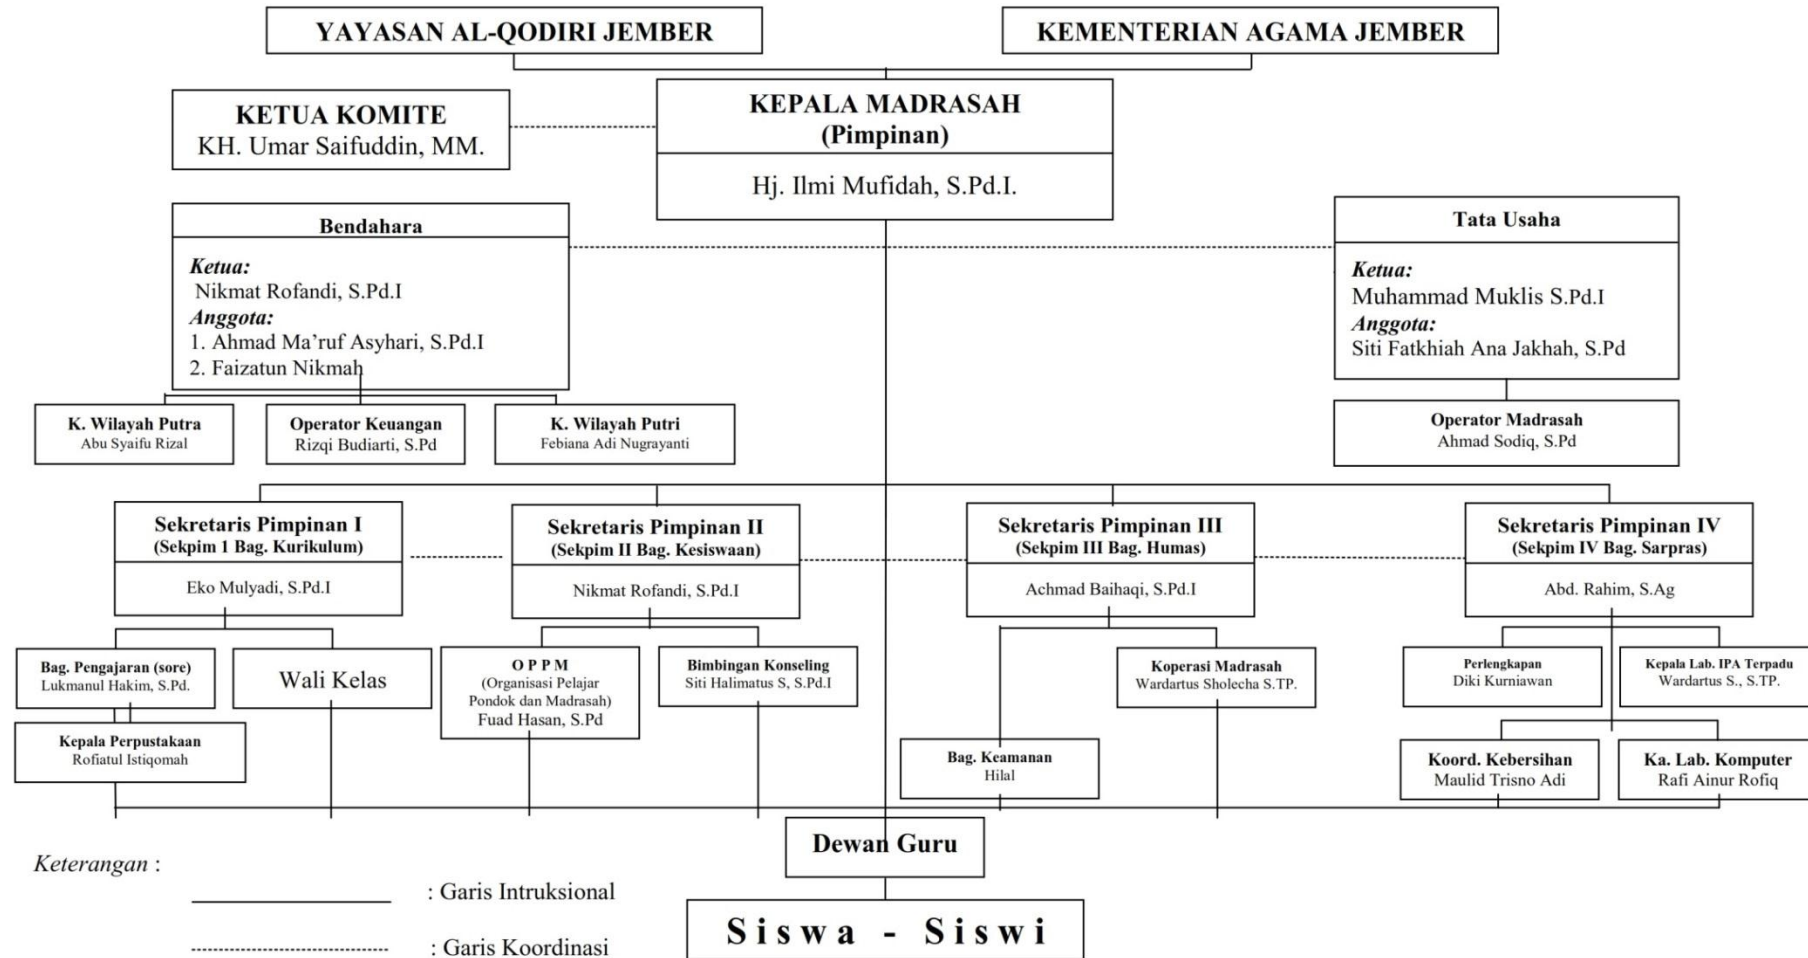 YAYASAN AL-QODIRI JEMBER
KEMENTERIAN AGAMA JEMBER
KETUA KOMITE
KH. Umar Saifuddin, MM.
KEPALA MADRASAH
(Pimpinan)
Hj. Ilmi Mufidah, S.Pd.I.
Bendahara
Ketua:
Nikmat Rofandi, S.Pd.I
Anggota:
1. Ahmad Ma’ruf Asyhari, S.Pd.I
2. Faizatun Nikmah
Tata Usaha
Ketua:
Muhammad Muklis S.Pd.I
Anggota:
Siti Fatkhiah Ana Jakhah, S.Pd
K. Wilayah Putra
Abu Syaifu Rizal
Operator Keuangan
Rizqi Budiarti, S.Pd
K. Wilayah Putri
Febiana Adi Nugrayanti
Operator Madrasah
Ahmad Sodiq, S.Pd
Sekretaris Pimpinan I
(Sekpim 1 Bag. Kurikulum)
Eko Mulyadi, S.Pd.I
Sekretaris Pimpinan II
(Sekpim II Bag. Kesiswaan)
Nikmat Rofandi, S.Pd.I
Sekretaris Pimpinan III
(Sekpim III Bag. Humas)
Achmad Baihaqi, S.Pd.I
Sekretaris Pimpinan IV
(Sekpim IV Bag. Sarpras)
Abd. Rahim, S.Ag
Bag. Pengajaran (sore)
Lukmanul Hakim, S.Pd.
Wali Kelas
O P P M
(Organisasi Pelajar
Pondok dan Madrasah)
Fuad Hasan, S.Pd
Bimbingan Konseling
Siti Halimatus S, S.Pd.I
Koperasi Madrasah
Wardartus Sholecha S.TP.
Perlengkapan
Diki Kurniawan
Kepala Lab. IPA Terpadu
Wardartus S., S.TP.
Kepala Perpustakaan
Rofiatul Istiqomah
Bag. Keamanan
Hilal
Koord. Kebersihan
Maulid Trisno Adi
Ka. Lab. Komputer
Rafi Ainur Rofiq
Dewan Guru
Siswa - Siswi
Keterangan :
: Garis Intruksional
: Garis Koordinasi